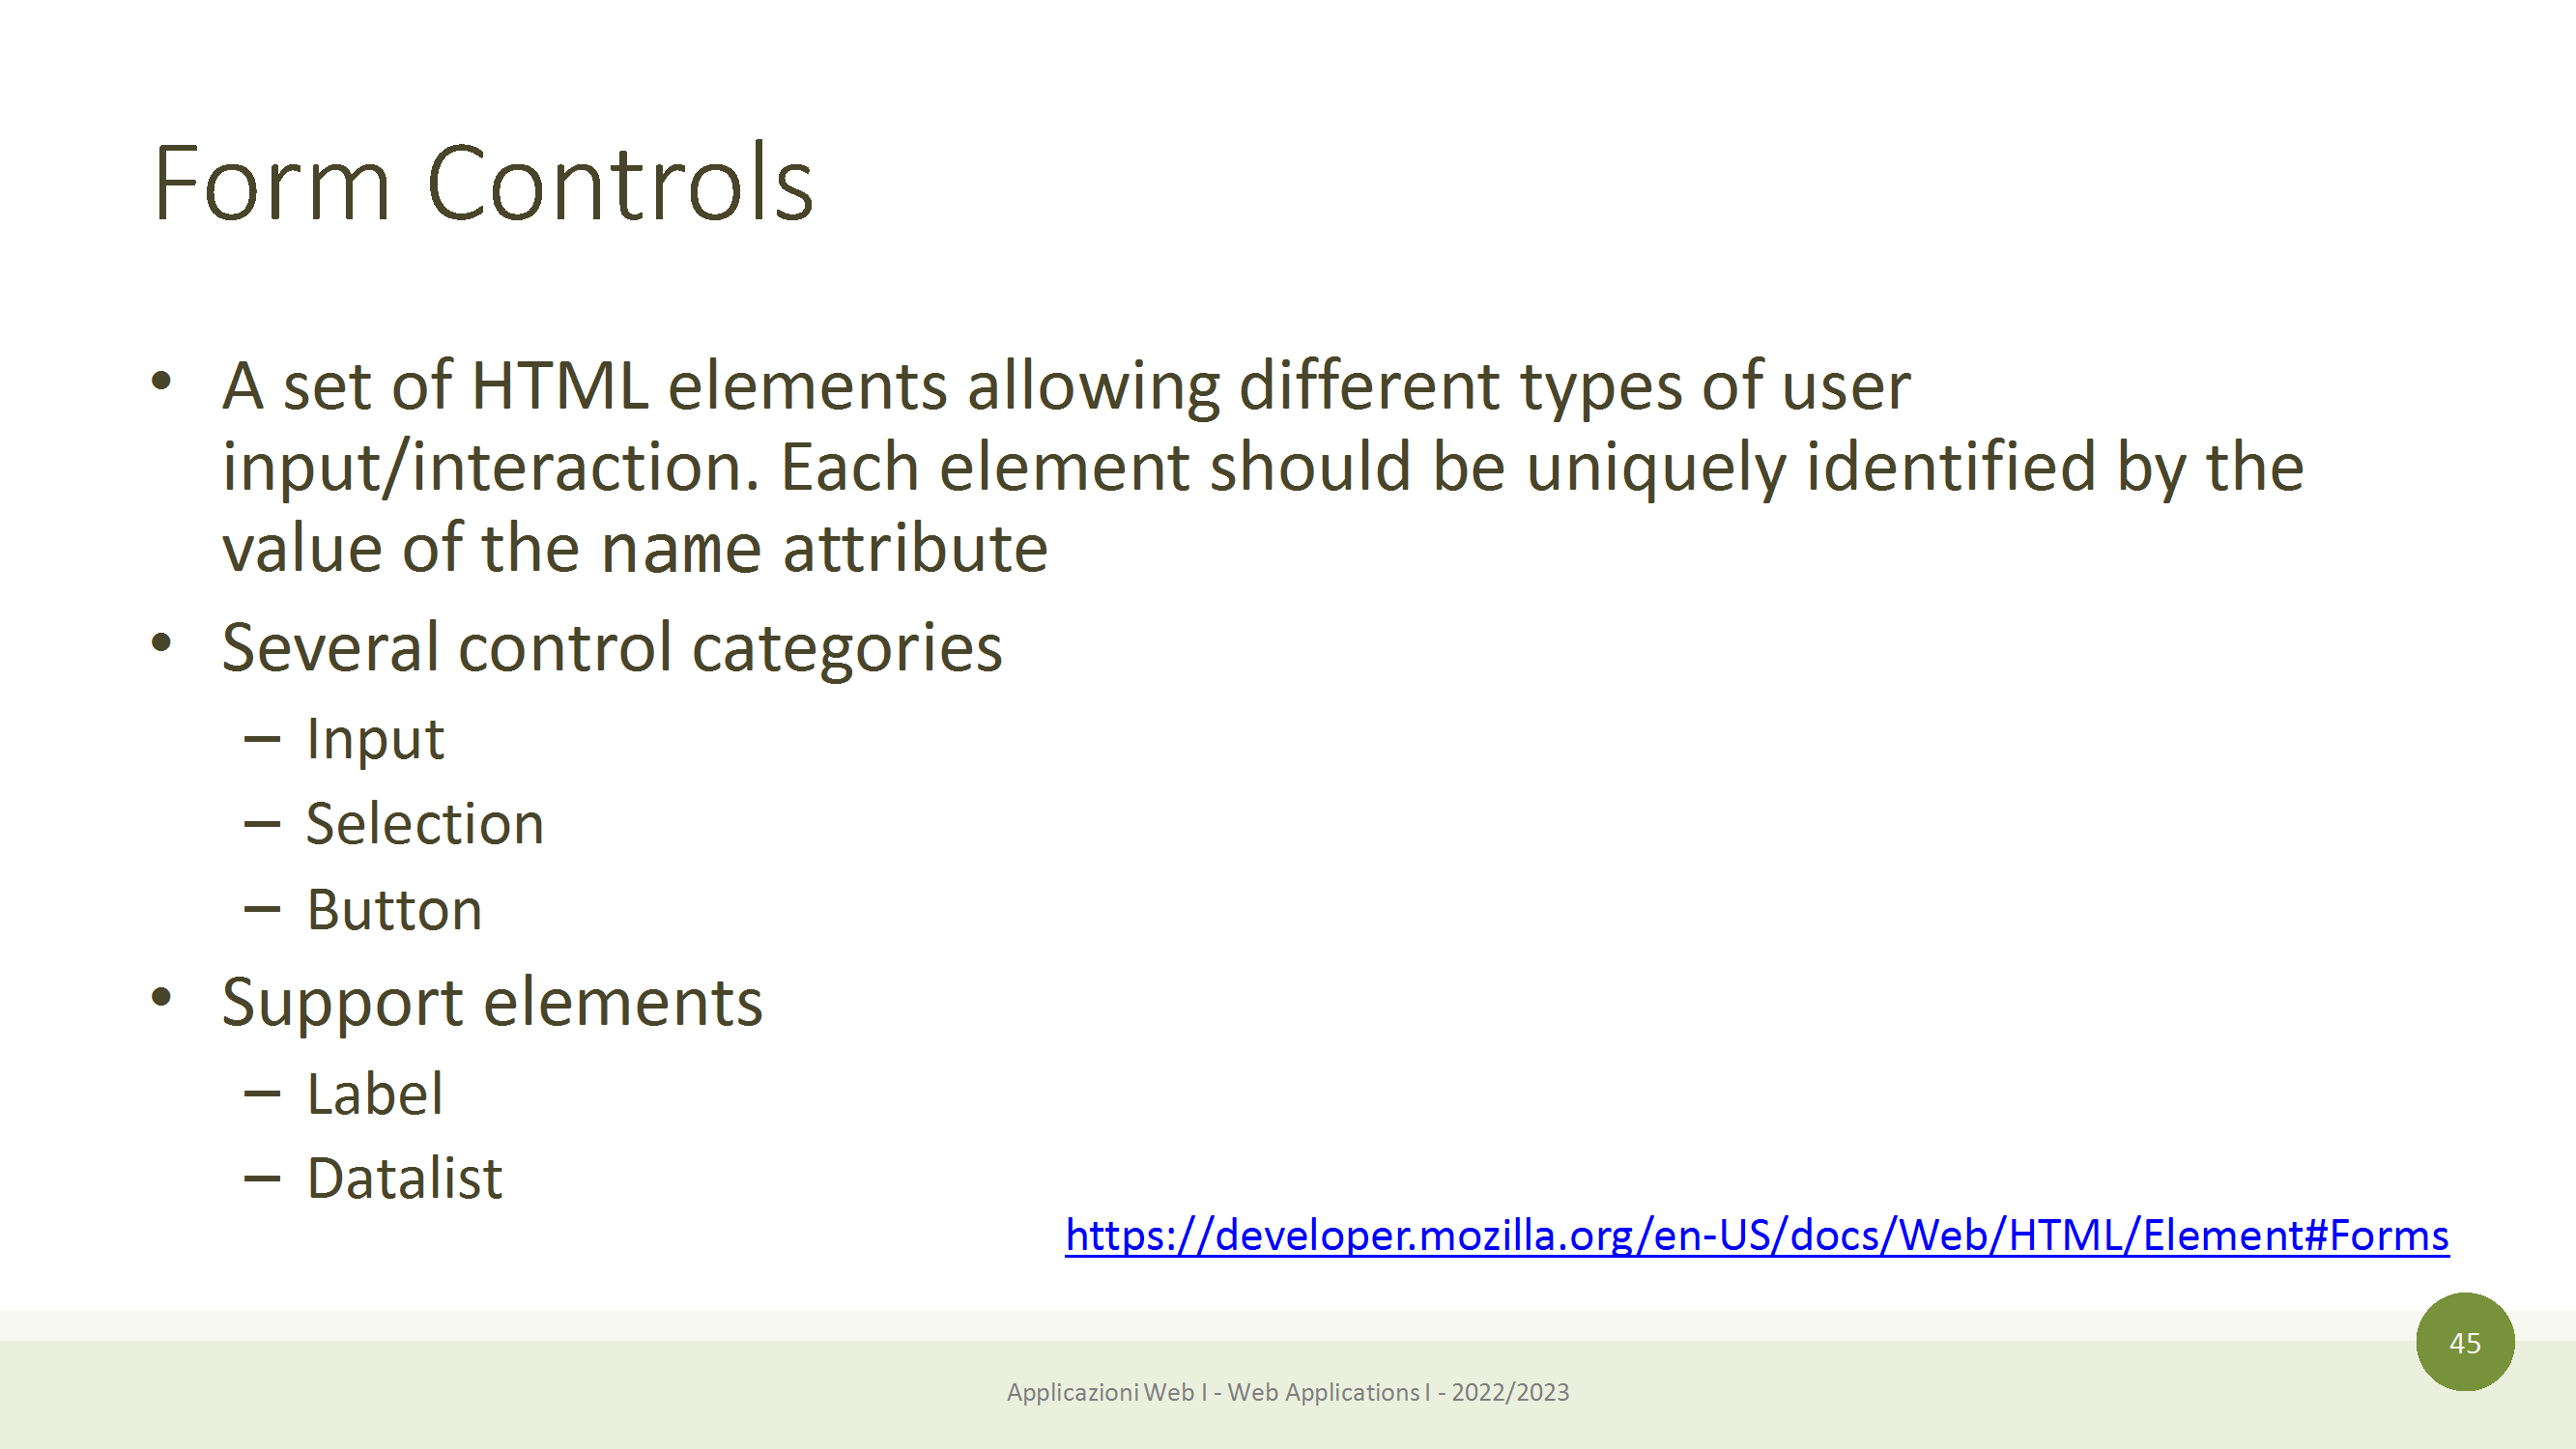 Form Controls
• A set of HTML elements allowing different types of user
input/interaction. Each element should be uniquely identified by the
value of the name attribute
• Several control categories
– Input
– Selection
– Button
• Support elements
– Label
– Datalist
https://developer.mozilla.org/en-US/docs/Web/HTML/Element#Forms
45
Applicazioni Web I - Web Applications I - 2022/2023